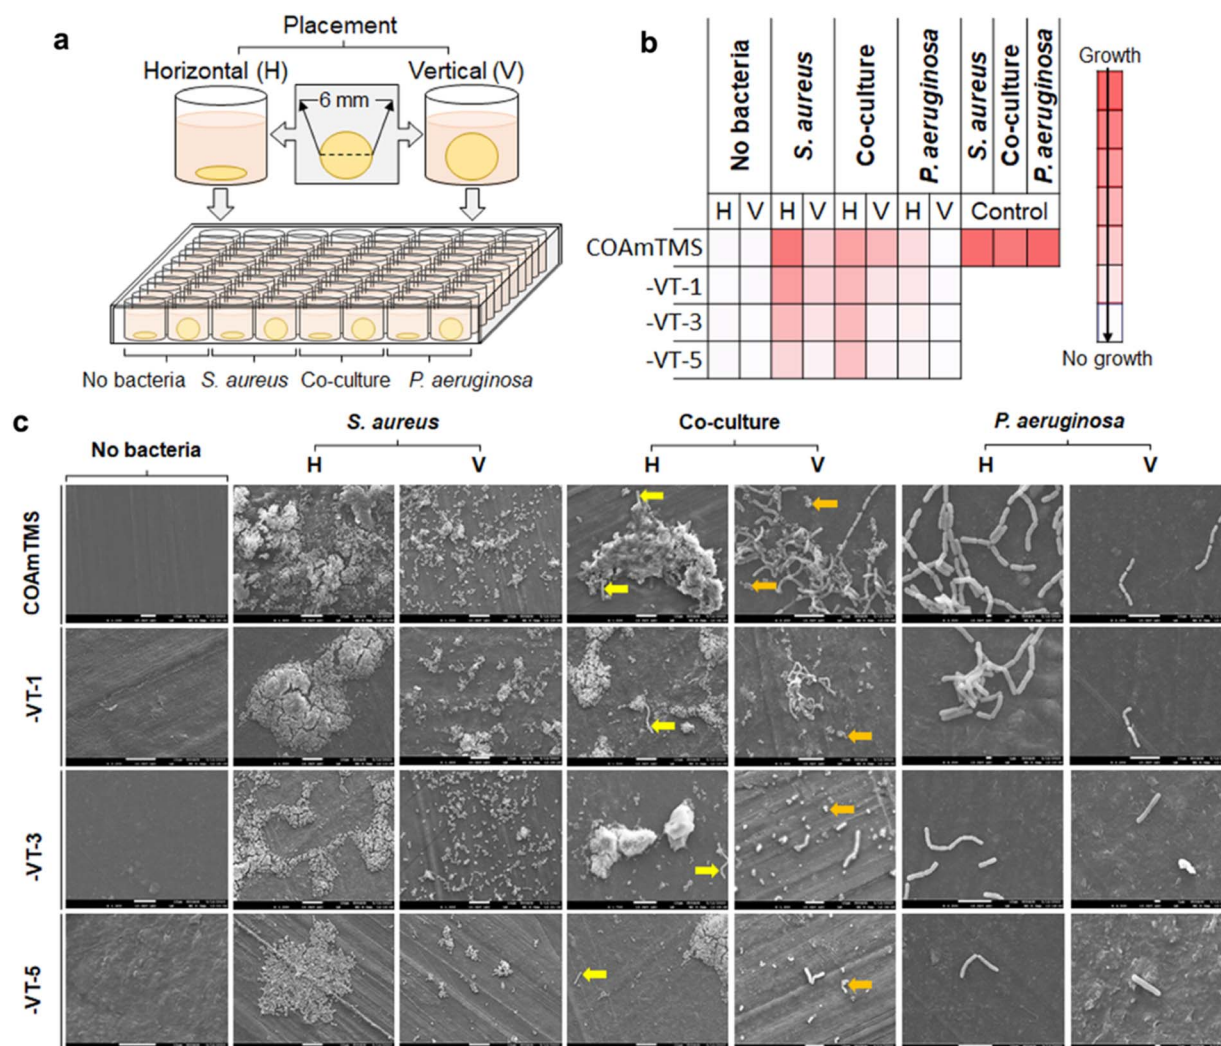 a
Placement
Horizontal (H)
Vertical (V)
6 mm
No bacteria
S. aureus
Co-culture
P. aeruginosa
b
No bacteria
S. aureus
Co-culture
P. aeruginosa
S. aureus
Co-culture
P. aeruginosa
H V H V H V H V Control
COAmTMS
-VT-1
-VT-3
-VT-5
Growth
No growth
c
No bacteria
S. aureus
Co-culture
P. aeruginosa
H V H V H V
COAmTMS
-VT-1
-VT-3
-VT-5